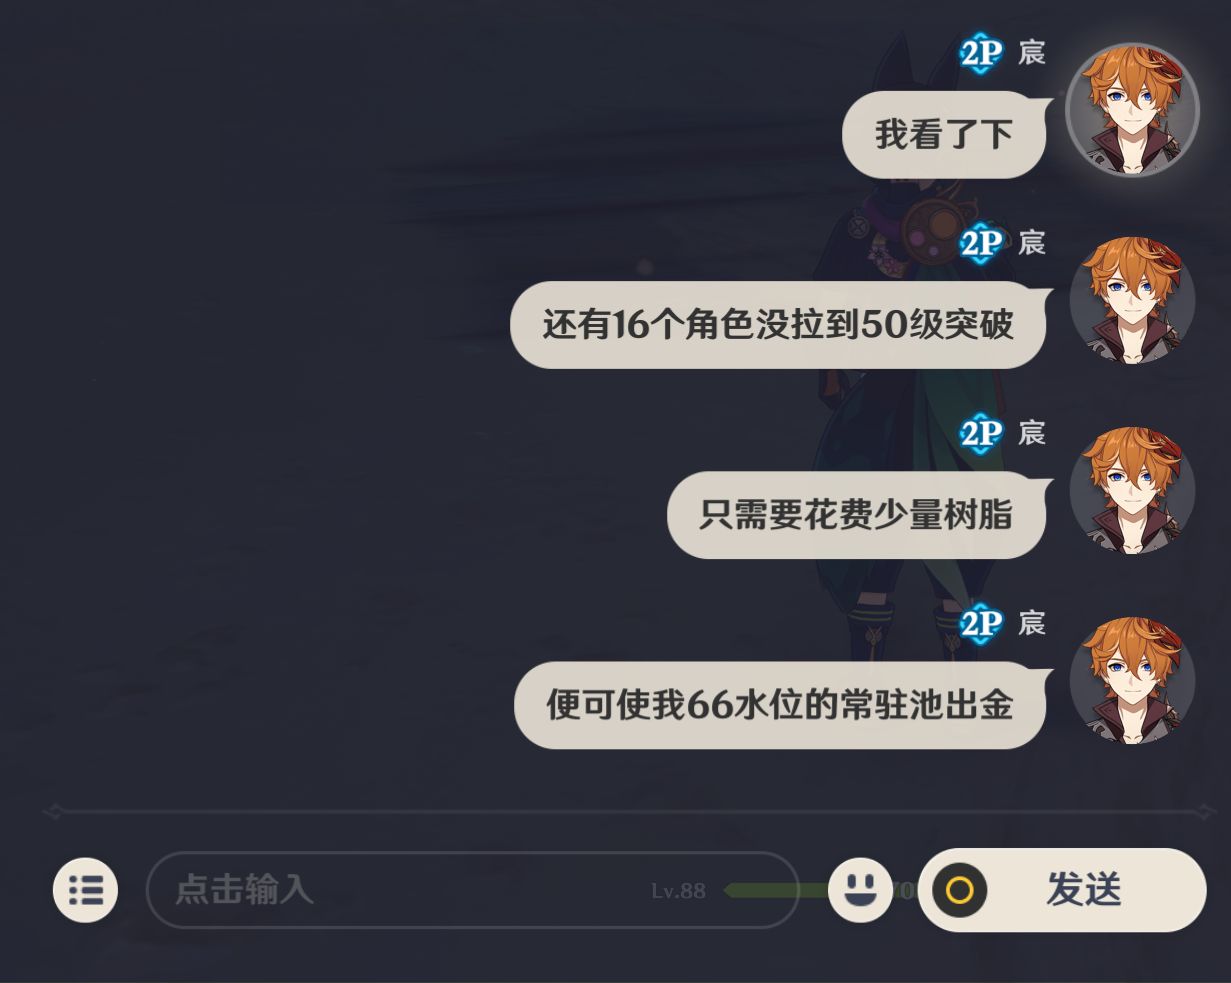 2P 宸
我看了下
2P 宸
还有16个角色没拉到50级突破
2P 宸
只需要花费少量树脂
2P 宸
便可使我66水位的常驻池出金
点击输入
Lv.88
发送